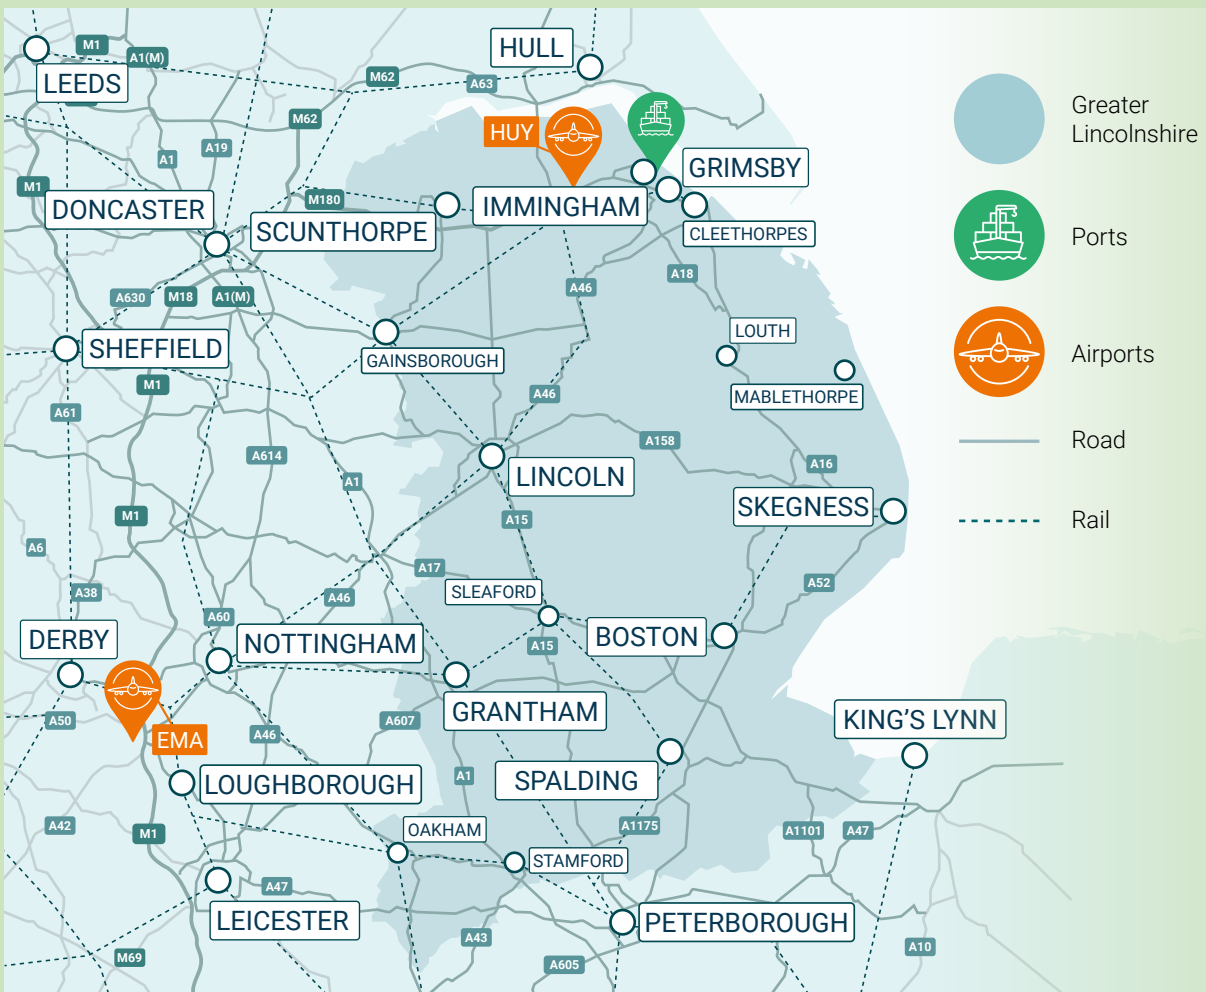 HULL
M1
A1(M)
LEEDS
M62
A63
Greater
Lincolnshire
M62
HUY
A19
A1
GRIMSBY
M1
M180
DONCASTER
IMMINGHAM
SCUNTHORPE
CLEETHORPES
Ports
A18
A46
A630
M18
A1(M)
LOUTH
SHEFFIELD
GAINSBOROUGH
Airports
M1
A46
MABLETHORPE
A61
A158
Road
A614
A16
A1
LINCOLN
SKEGNESS
M1
A15
Rail
A6
A17
A52
A38
SLEAFORD
A46
A60
DERBY
NOTTINGHAM
BOSTON
A15
GRANTHAM
A50
A607
KING'S LYNN
A46
EMA
A1
SPALDING
LOUGHBOROUGH
A42
M1
OAKHAM
A1175
A1101
A47
STAMFORD
A47
LEICESTER
PETERBOROUGH
A43
A10
M69
A605